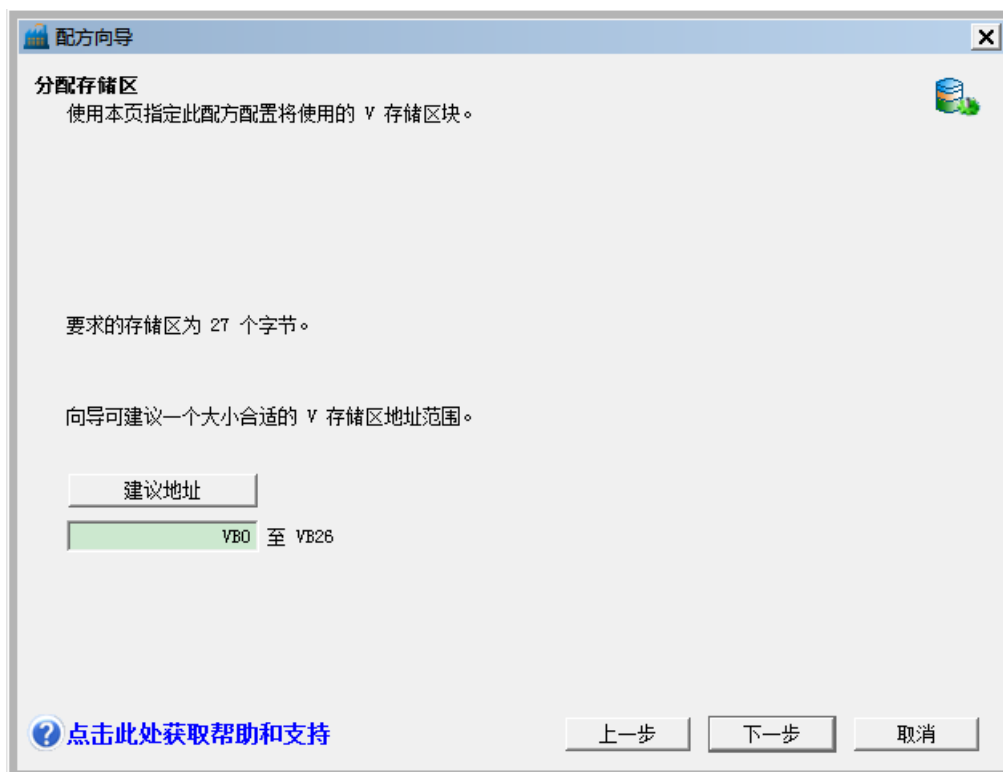 配方向导
分配存储区
使用本页指定此配方配置将使用的 V 存储区块。
要求的存储区为 27 个字节。
向导可建议一个大小合适的 V 存储区地址范围。
建议地址
VB0 至 VB26
点击此处获取帮助和支持 上一步 下一步 取消